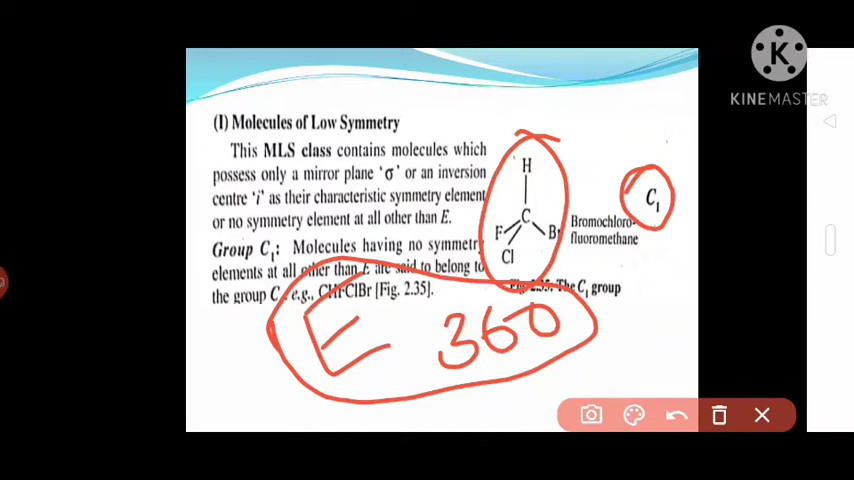 KINEMASTER
(I) Molecules of Low Symmetry
This MLS class contains molecules which
possess only a mirror plane 'σ' or an inversion
centre 'i' as their characteristic symmetry element
or no symmetry element at all other than E.
Group C₁: Molecules having no symmetry
elements at all other than E are said to belong to
the group C₁ e.g., CHFClBr [Fig. 2.35].
H
C
F
Br
Cl
Bromochloro-
fluoromethane
C₁
Fig. 2.35: The C₁ group
E 360